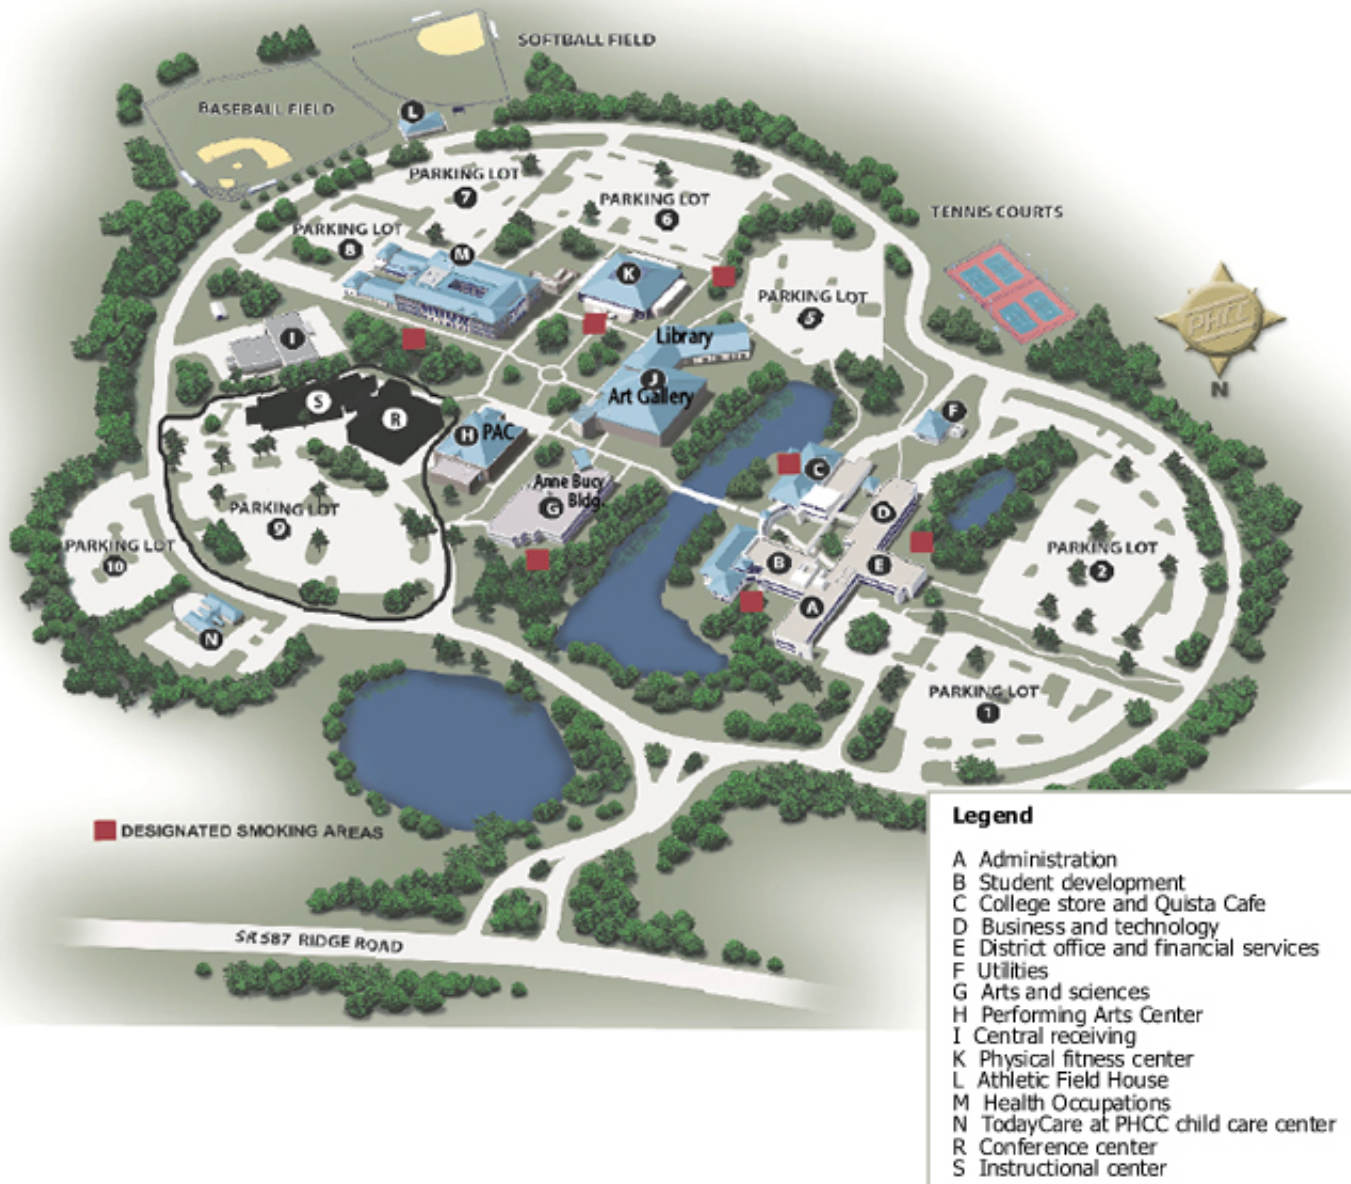 SOFTBALL FIELD
BASEBALL FIELD
L
PARKING LOT
7
PARKING LOT
6
TENNIS COURTS
PARKING LOT
8
M
K
PARKING LOT
5
PHCC
N
Library
I
J
Art Gallery
S
R
H PAC
F
C
Anne Bucy
Bldg.
G
D
PARKING LOT
9
PARKING LOT
10
B
E
A
PARKING LOT
2
N
PARKING LOT
1
DESIGNATED SMOKING AREAS
SR 587 RIDGE ROAD
Legend
A Administration
B Student development
C College store and Quista Cafe
D Business and technology
E District office and financial services
F Utilities
G Arts and sciences
H Performing Arts Center
I Central receiving
K Physical fitness center
L Athletic Field House
M Health Occupations
N TodayCare at PHCC child care center
R Conference center
S Instructional center